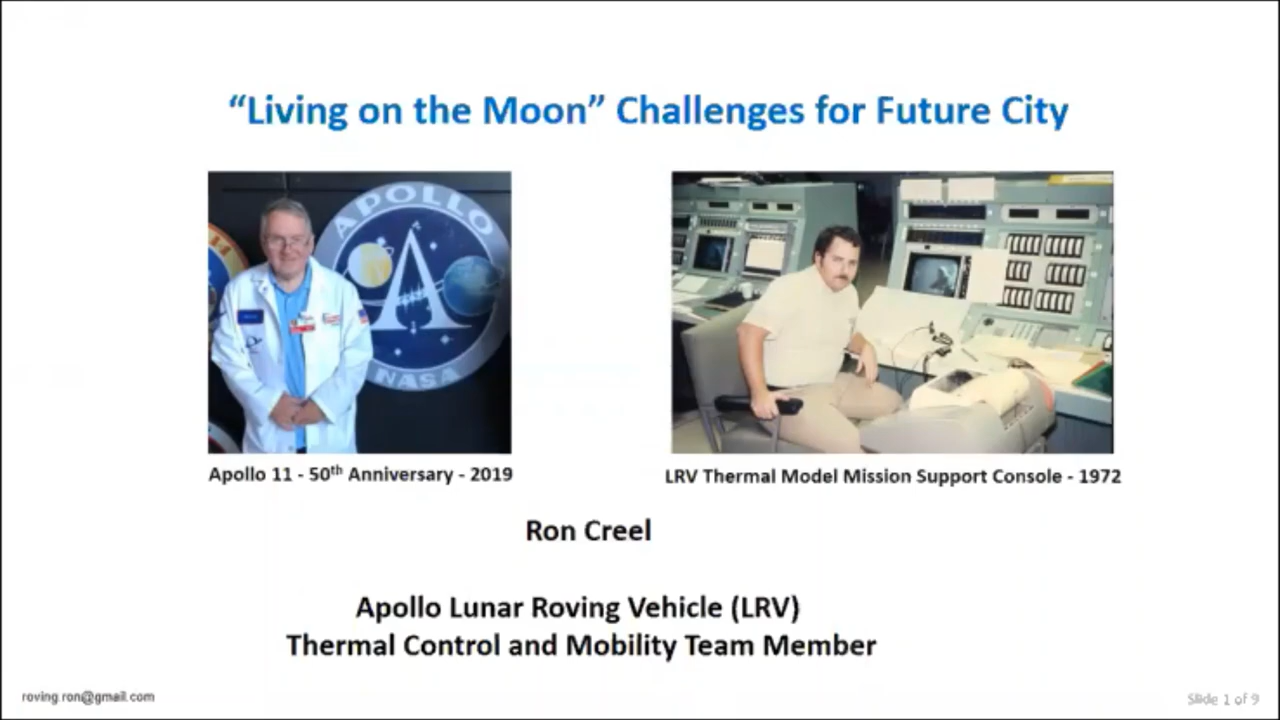 “Living on the Moon” Challenges for Future City
APOLLO
NASA
Apollo 11 - 50th Anniversary - 2019
LRV Thermal Model Mission Support Console - 1972
Ron Creel
Apollo Lunar Roving Vehicle (LRV)
Thermal Control and Mobility Team Member
roving.ron@gmail.com
Slide 1 of 9